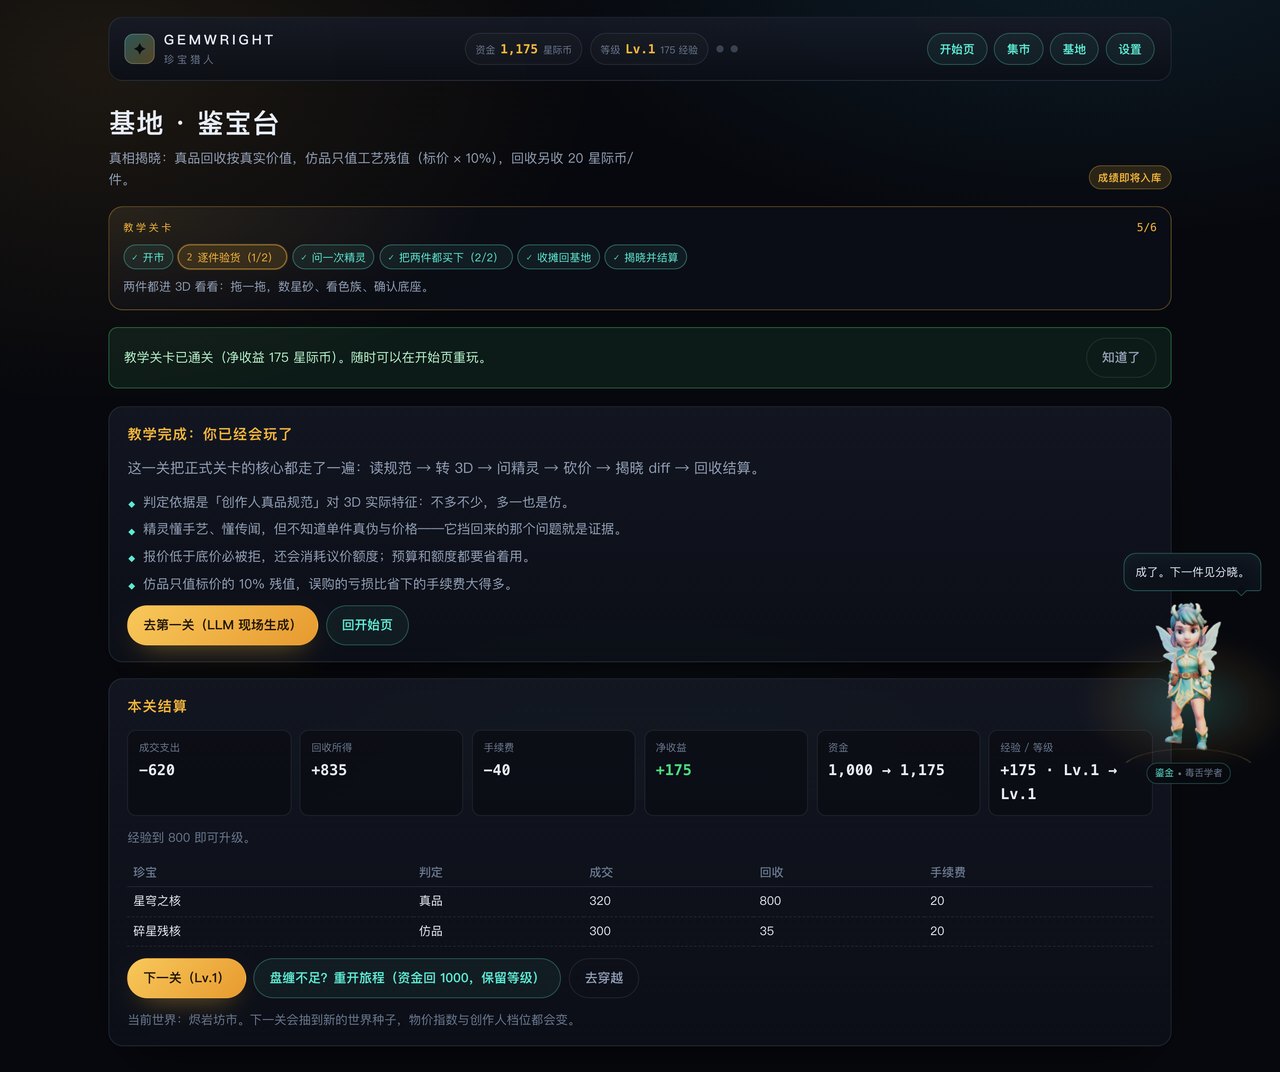 GEMWRIGHT
珍宝猎人
资金 1,175 星际币
等级 Lv.1 175 经验
开始页
集市
基地
设置
基地 · 鉴宝台
真相揭晓：真品回收按真实价值，仿品只值工艺残值（标价 × 10%），回收另收 20 星际币/
件。
成绩即将入库
教学关卡
5/6
✓ 开市
2 逐件验货（1/2）
✓ 问一次精灵
✓ 把两件都买下（2/2）
✓ 收摊回基地
✓ 揭晓并结算
两件都进 3D 看看：拖一拖，数星砂、看色族、确认底座。
教学关卡已通关（净收益 175 星际币）。随时可以在开始页重玩。
知道了
教学完成：你已经会玩了
这一关把正式关卡的核心都走了一遍：读规范 → 转 3D → 问精灵 → 砍价 → 揭晓 diff → 回收结算。
◆ 判定依据是「创作人真品规范」对 3D 实际特征：不多不少，多一也是仿。
◆ 精灵懂手艺、懂传闻，但不知道单件真伪与价格——它挡回来的那个问题就是证据。
◆ 报价低于底价必被拒，还会消耗议价额度；预算和额度都要省着用。
◆ 仿品只值标价的 10% 残值，误购的亏损比省下的手续费大得多。
去第一关（LLM 现场生成）
回开始页
成了。下一件见分晓。
鎏金 • 毒舌学者
本关结算
成交支出
−620
回收所得
+835
手续费
−40
净收益
+175
资金
1,000 → 1,175
经验 / 等级
+175 · Lv.1 →
Lv.1
经验到 800 即可升级。
珍宝 判定 成交 回收 手续费
星穹之核 真品 320 800 20
碎星残核 仿品 300 35 20
下一关（Lv.1）
盘缠不足？重开旅程（资金回 1000，保留等级）
去穿越
当前世界：烬岩坊市。下一关会抽到新的世界种子，物价指数与创作人档位都会变。